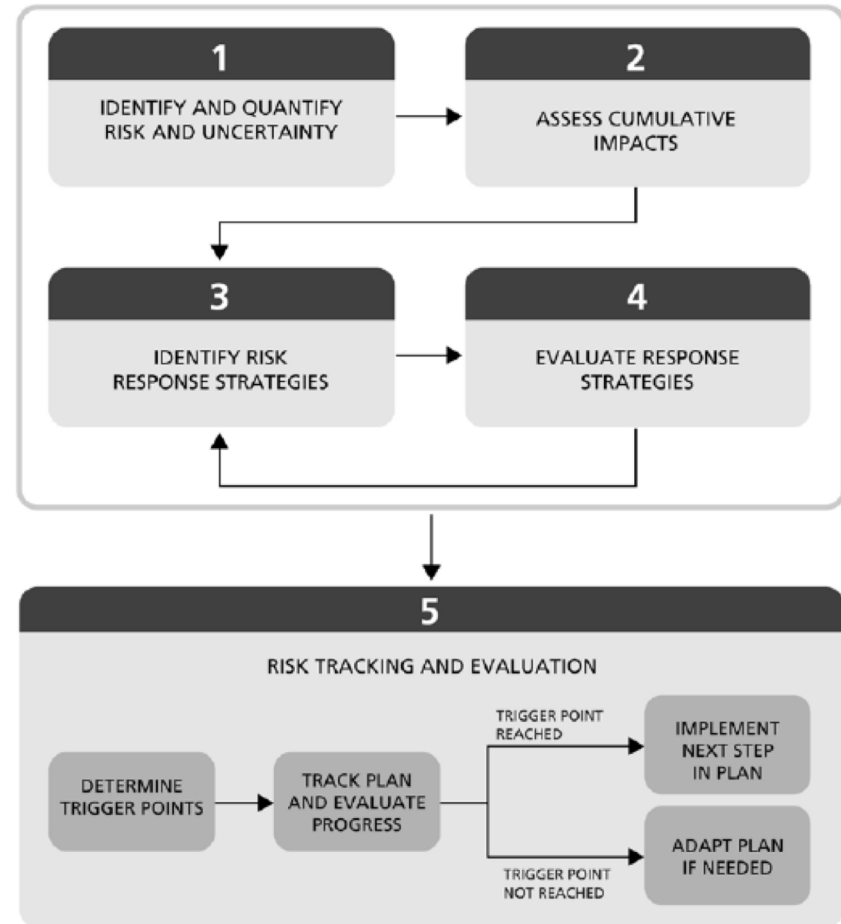 1
IDENTIFY AND QUANTIFY
RISK AND UNCERTAINTY
2
ASSESS CUMULATIVE
IMPACTS
3
IDENTIFY RISK
RESPONSE STRATEGIES
4
EVALUATE RESPONSE
STRATEGIES
5
RISK TRACKING AND EVALUATION
DETERMINE
TRIGGER POINTS
TRACK PLAN
AND EVALUATE
PROGRESS
TRIGGER POINT
REACHED
IMPLEMENT
NEXT STEP
IN PLAN
TRIGGER POINT
NOT REACHED
ADAPT PLAN
IF NEEDED